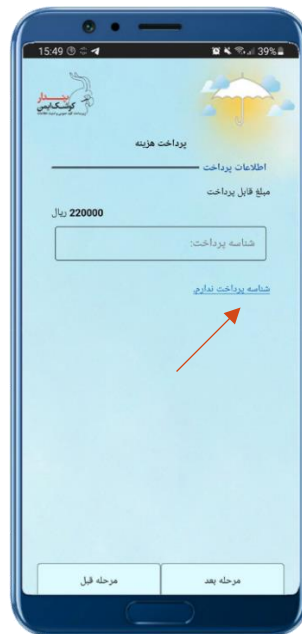 15:49
39%
پرداخت هزینه
اطلاعات پرداخت
مبلغ قابل پرداخت
220000 ریال
شناسه پرداخت:
شناسه پرداخت ندارم.
مرحله بعد
مرحله قبل